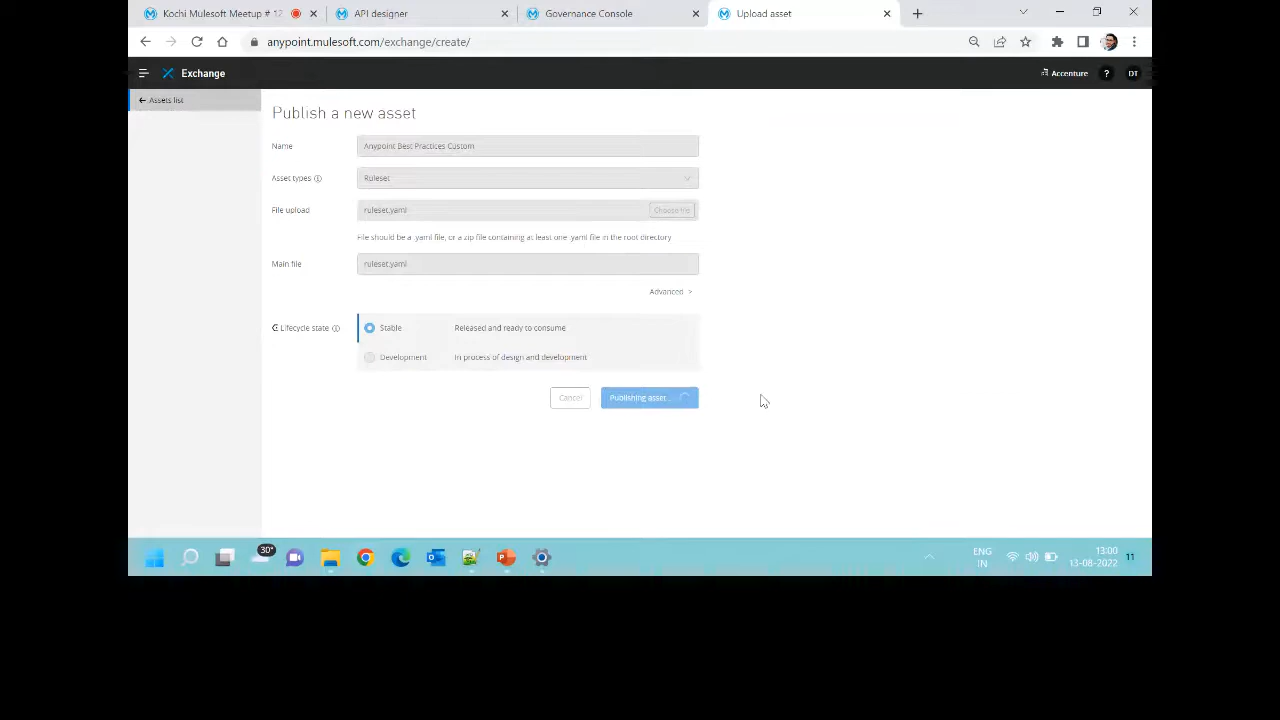 Kochi Mulesoft Meetup # 12
API designer
Governance Console
Upload asset
anypoint.mulesoft.com/exchange/create/
Exchange
Accenture
?
DT
Assets list
Publish a new asset
Name
Anypoint Best Practices Custom
Asset types
Ruleset
File upload
ruleset.yaml
Choose file
File should be a .yaml file, or a zip file containing at least one .yaml file in the root directory
Main file
ruleset.yaml
Advanced >
Lifecycle state
Stable
Released and ready to consume
Development
In process of design and development
Cancel
Publishing asset...
30°
ENG
IN
13:00
13-08-2022
11